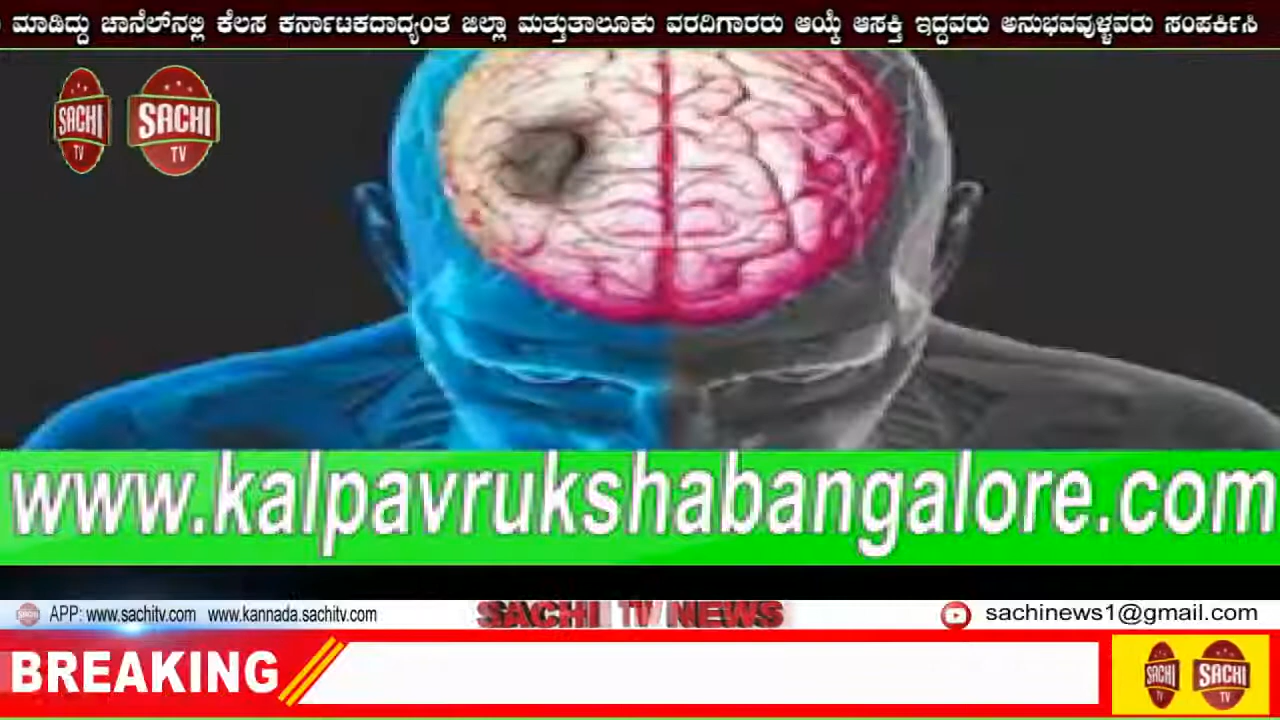 ಮಾಡಿದ್ದು ಚಾನೆಲ್‌ನಲ್ಲಿ ಕೆಲಸ ಕರ್ನಾಟಕದಾದ್ಯಂತ ಜಿಲ್ಲಾ ಮತ್ತುತಾಲೂಕು ವರದಿಗಾರರು ಆಯ್ಕೆ ಆಸಕ್ತಿ ಇದ್ದವರು ಅನುಭವವುಳ್ಳವರು ಸಂಪರ್ಕಿಸಿ
SACHI TV SACHI TV
www.kalpavrukshabangalore.com
APP: www.sachitv.com www.kannada.sachitv.com SACHI TV NEWS sachinews1@gmail.com
BREAKING SACHI TV SACHI TV